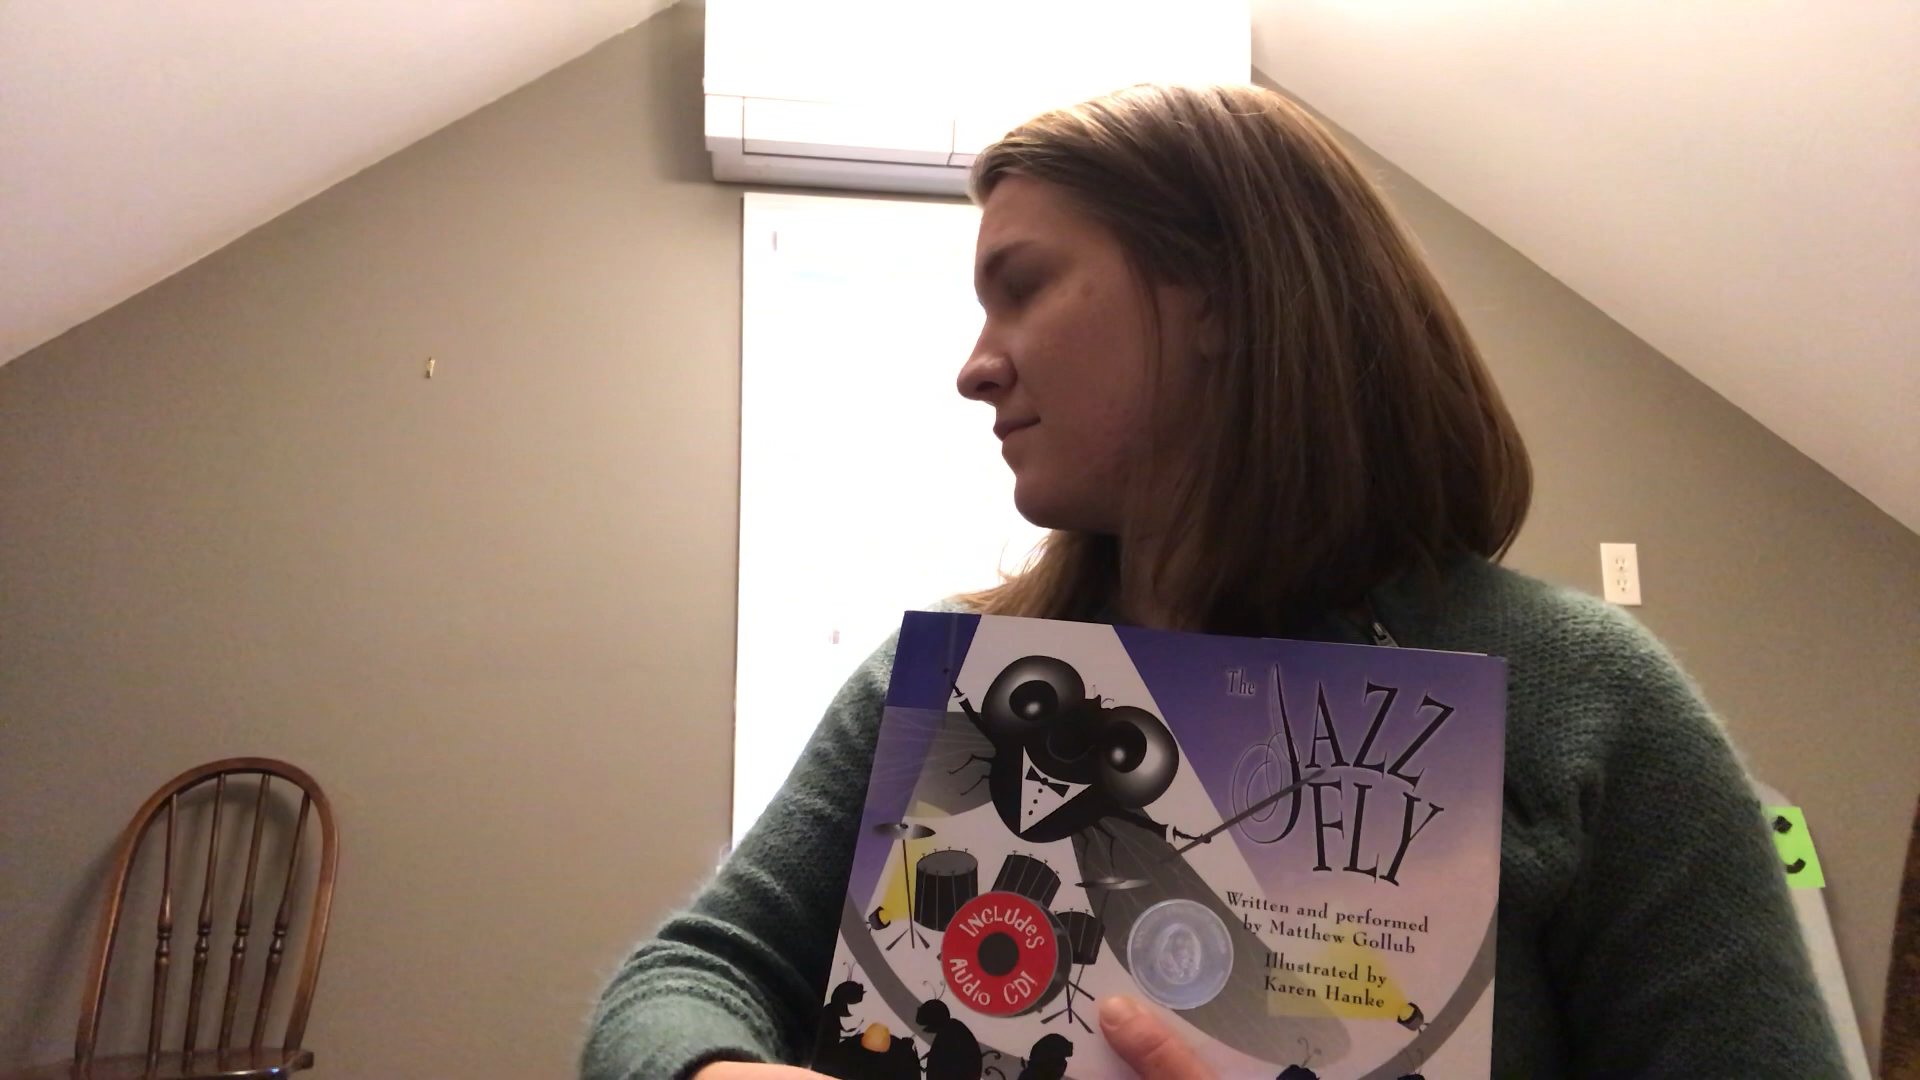 The
JAZZ
FLY
Written and performed
by Matthew Gollub
Illustrated by
Karen Hanke
INCLUdES
AUdiO CD!